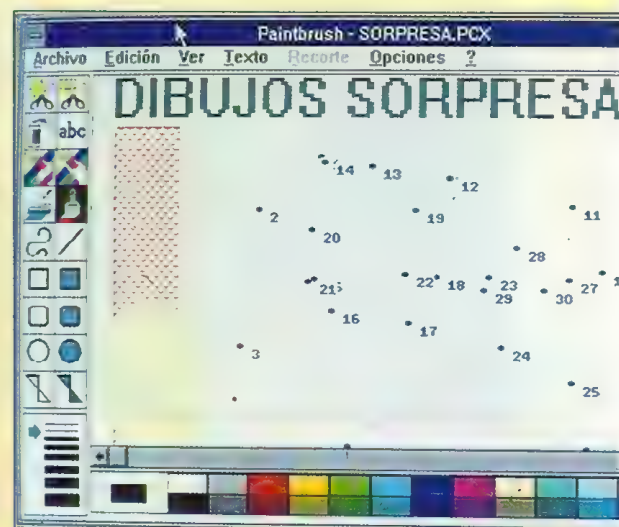 Paintbrush - SORPRESA.PCX
Archivo Edición Ver Texto Recorte Opciones ?
abc
DIBUJOS SORPRESA
14 13 12
2 19 11
20 28
21 22 18 23 27
29 30
16 17
3 24
25